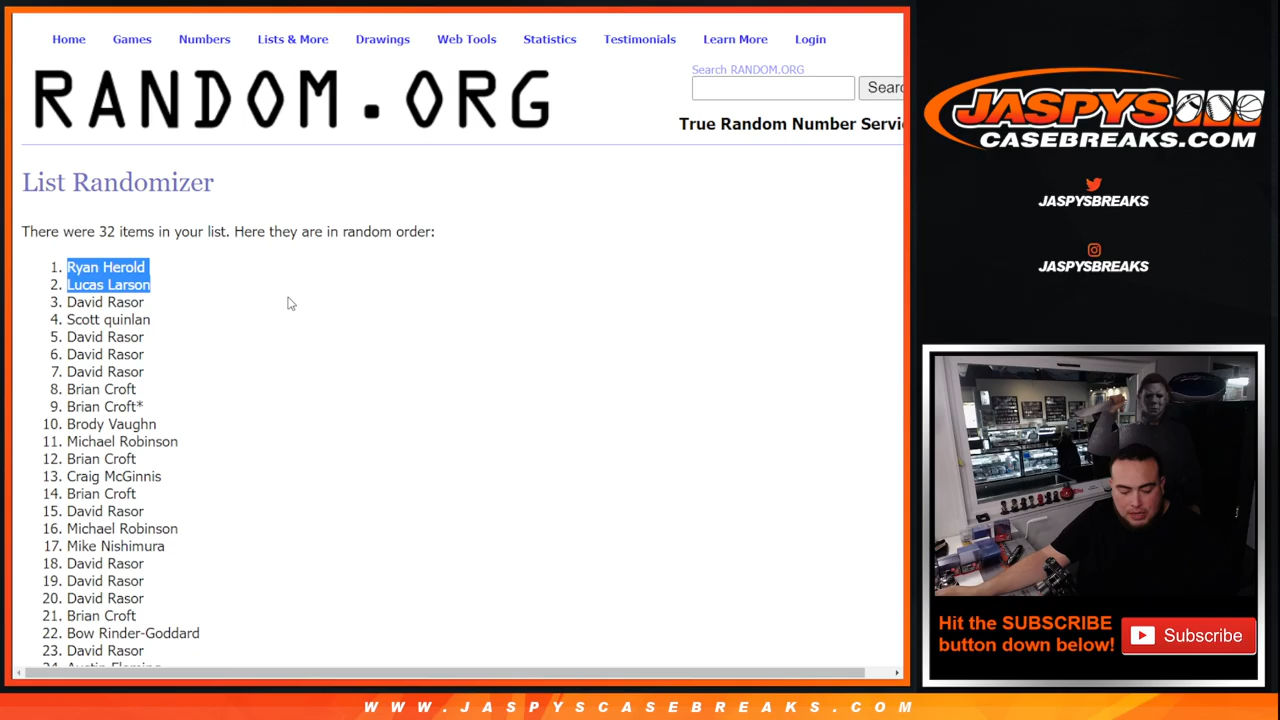 Home Games Numbers Lists & More Drawings Web Tools Statistics Testimonials Learn More Login
RANDOM.ORG
Search RANDOM.ORG
Searc
True Random Number Servi
List Randomizer
There were 32 items in your list. Here they are in random order:
1. Ryan Herold
2. Lucas Larson
3. David Rasor
4. Scott quinlan
5. David Rasor
6. David Rasor
7. David Rasor
8. Brian Croft
9. Brian Croft*
10. Brody Vaughn
11. Michael Robinson
12. Brian Croft
13. Craig McGinnis
14. Brian Croft
15. David Rasor
16. Michael Robinson
17. Mike Nishimura
18. David Rasor
19. David Rasor
20. David Rasor
21. Brian Croft
22. Bow Rinder-Goddard
23. David Rasor
24. Austin Fleming
JASPYS
CASEBREAKS.COM
JASPYSBREAKS
JASPYSBREAKS
Hit the SUBSCRIBE
button down below!
Subscribe
WWW.JASPYSCASEBREAKS.COM